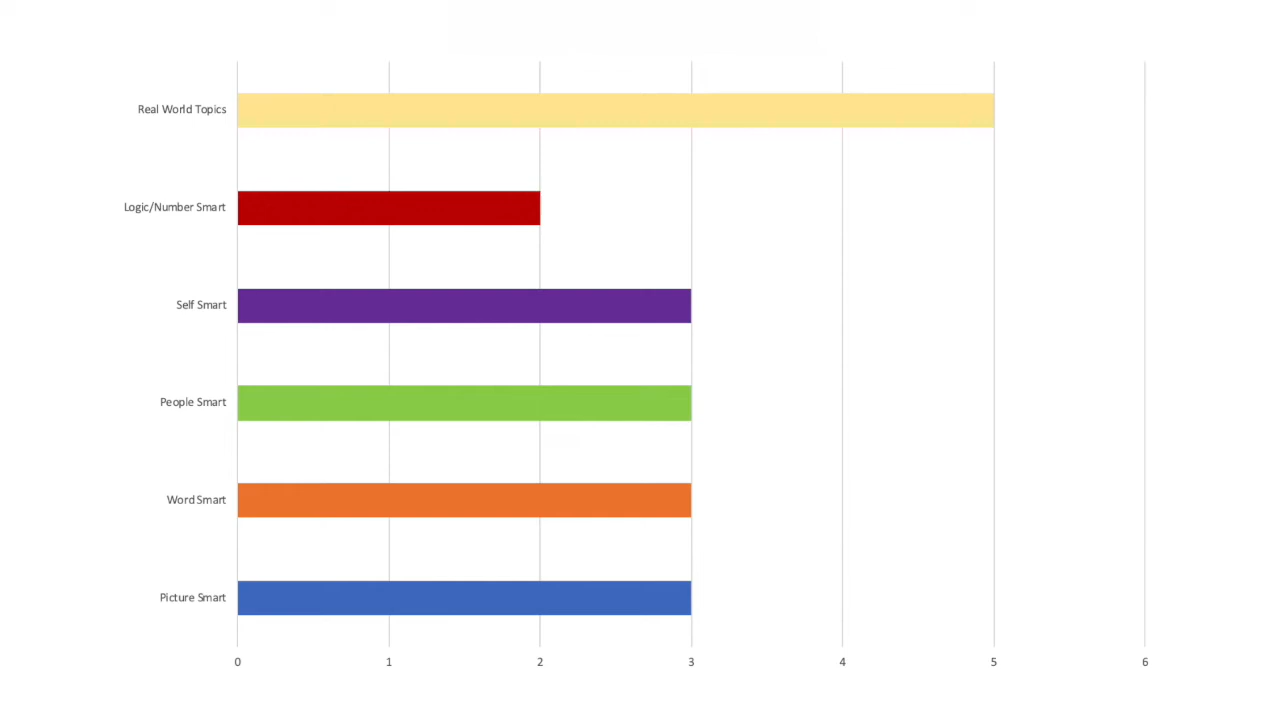 Real World Topics
Logic/Number Smart
Self Smart
People Smart
Word Smart
Picture Smart
0 1 2 3 4 5 6